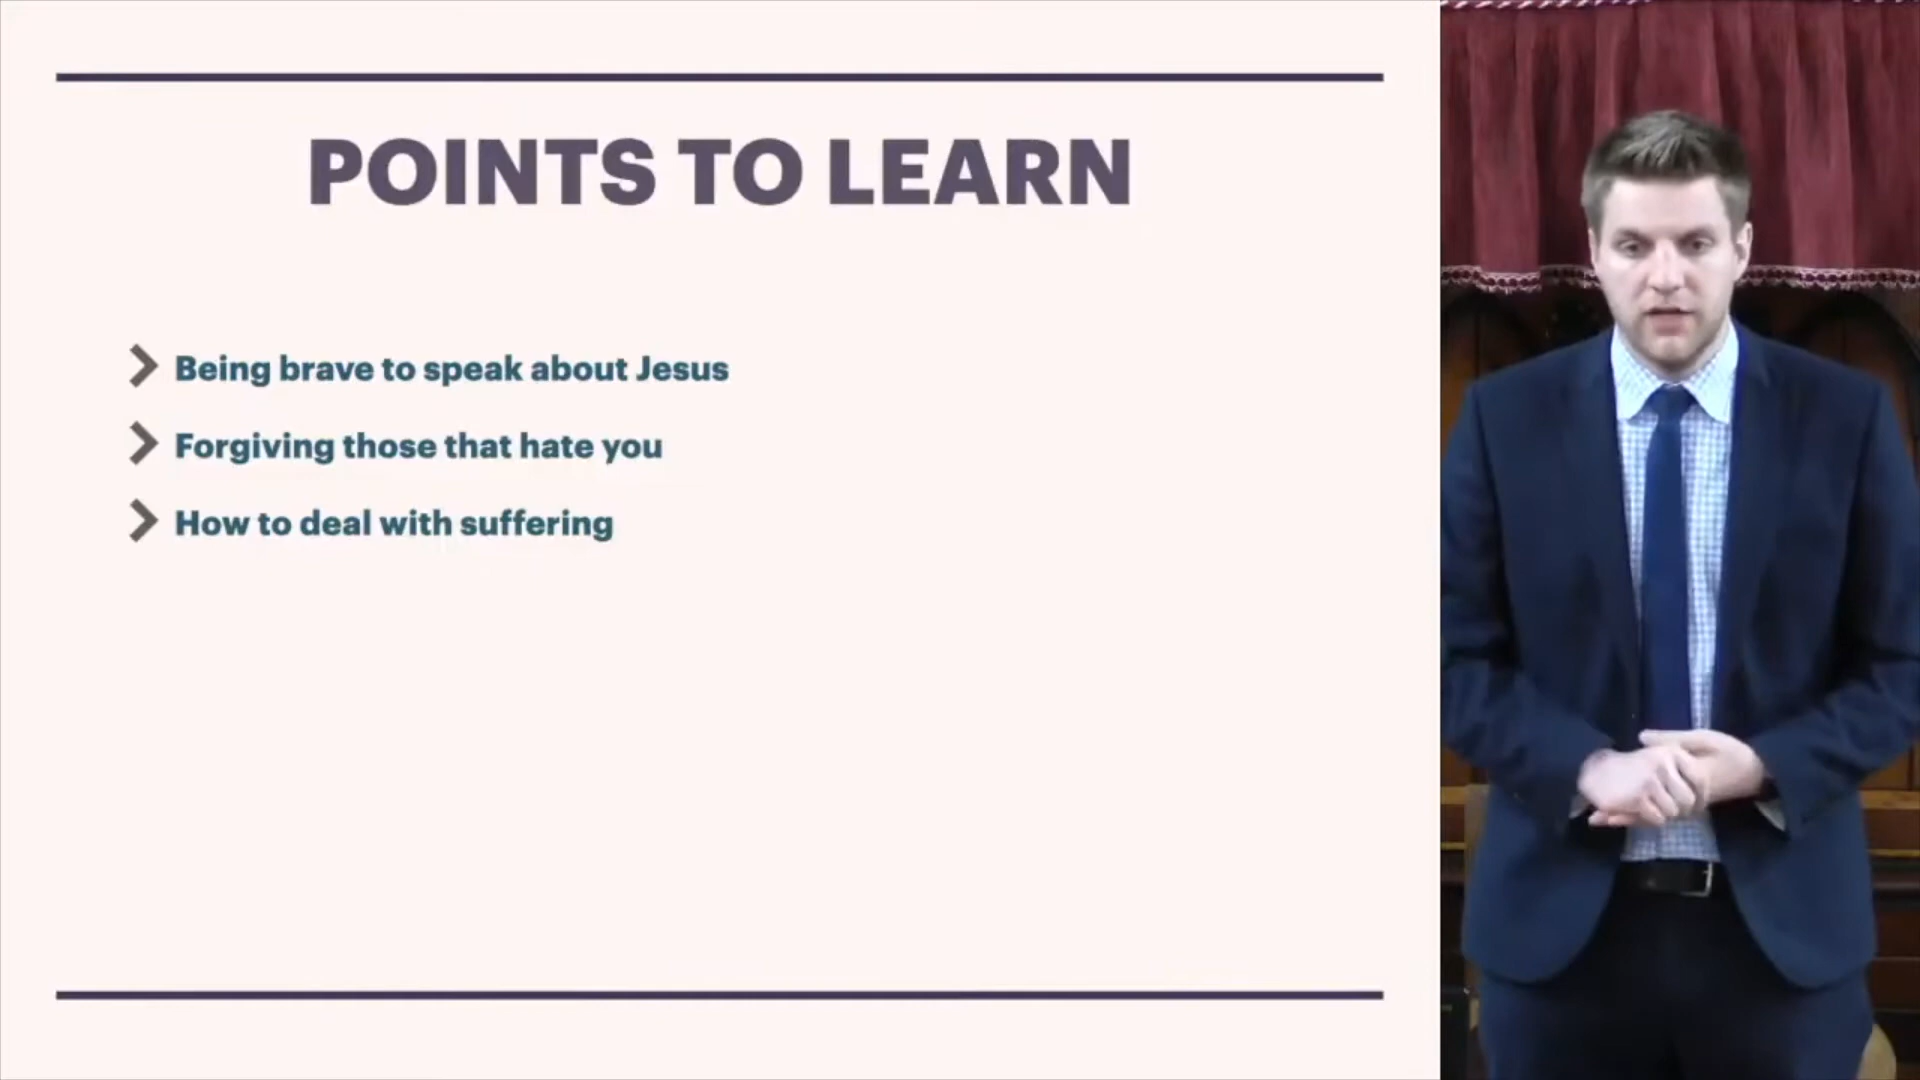 POINTS TO LEARN
Being brave to speak about Jesus
Forgiving those that hate you
How to deal with suffering